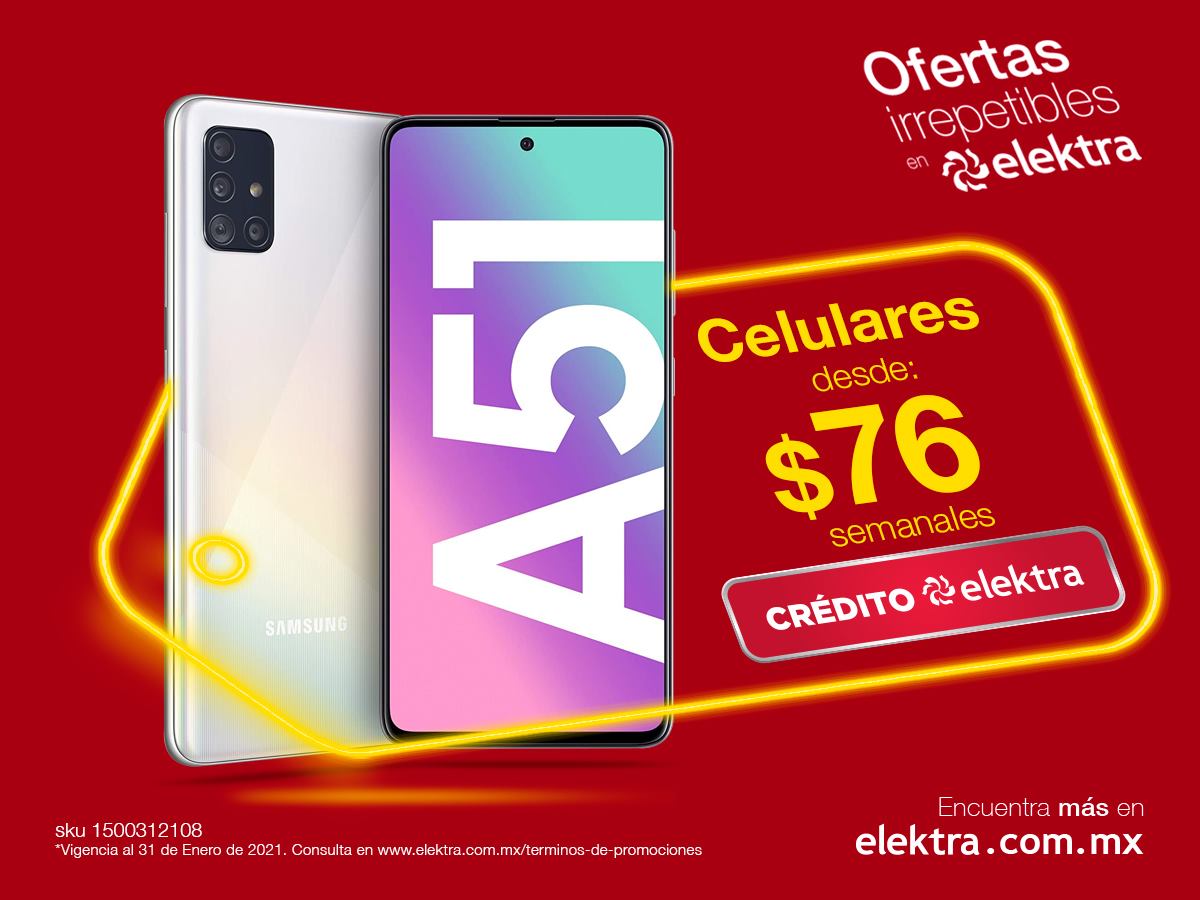 Ofertas
irrepetibles
en elektra
A51
SAMSUNG
Celulares
desde:
$76
semanales
CRÉDITO elektra
sku 1500312108
*Vigencia al 31 de Enero de 2021. Consulta en www.elektra.com.mx/terminos-de-promociones
Encuentra más en
elektra.com.mx